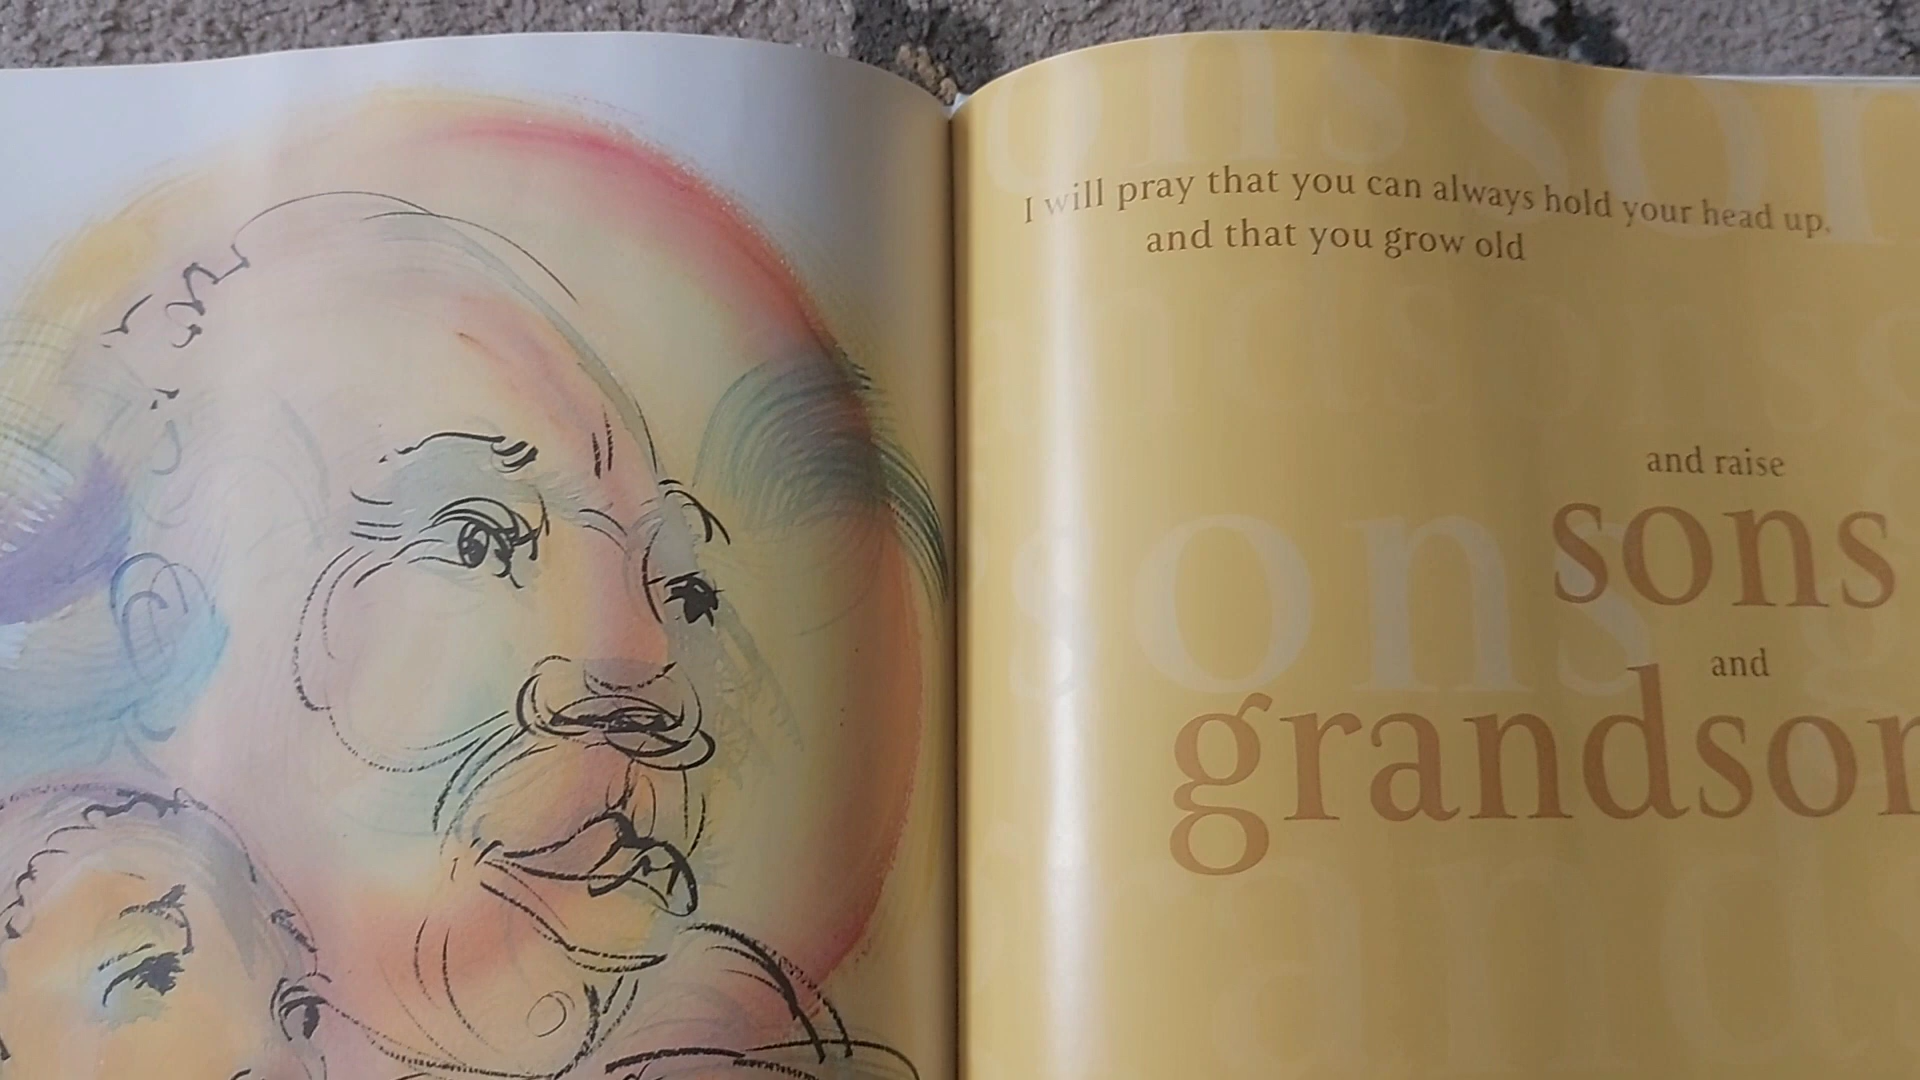 I will pray that you can always hold your head up,
and that you grow old
and raise
sons
and